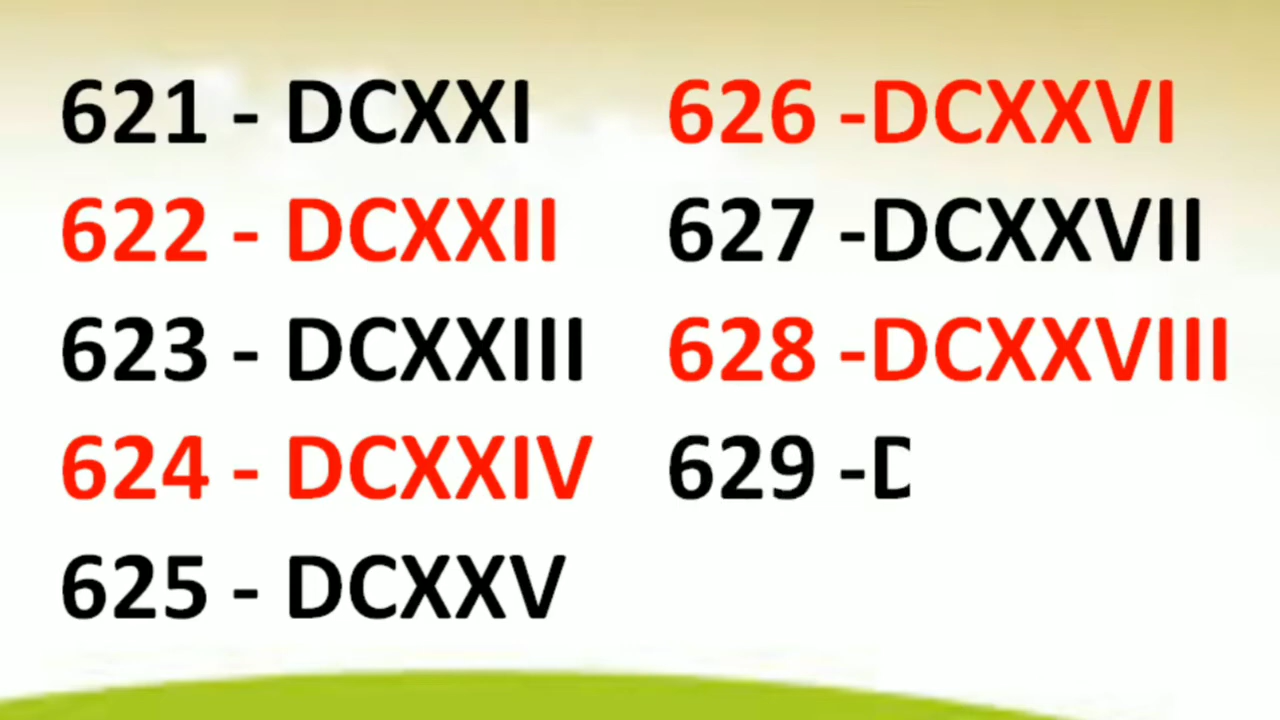 621 - DCXXI
622 - DCXXII
623 - DCXXIII
624 - DCXXIV
625 - DCXXV
626 -DCXXVI
627 -DCXXVII
628 -DCXXVIII
629 -D